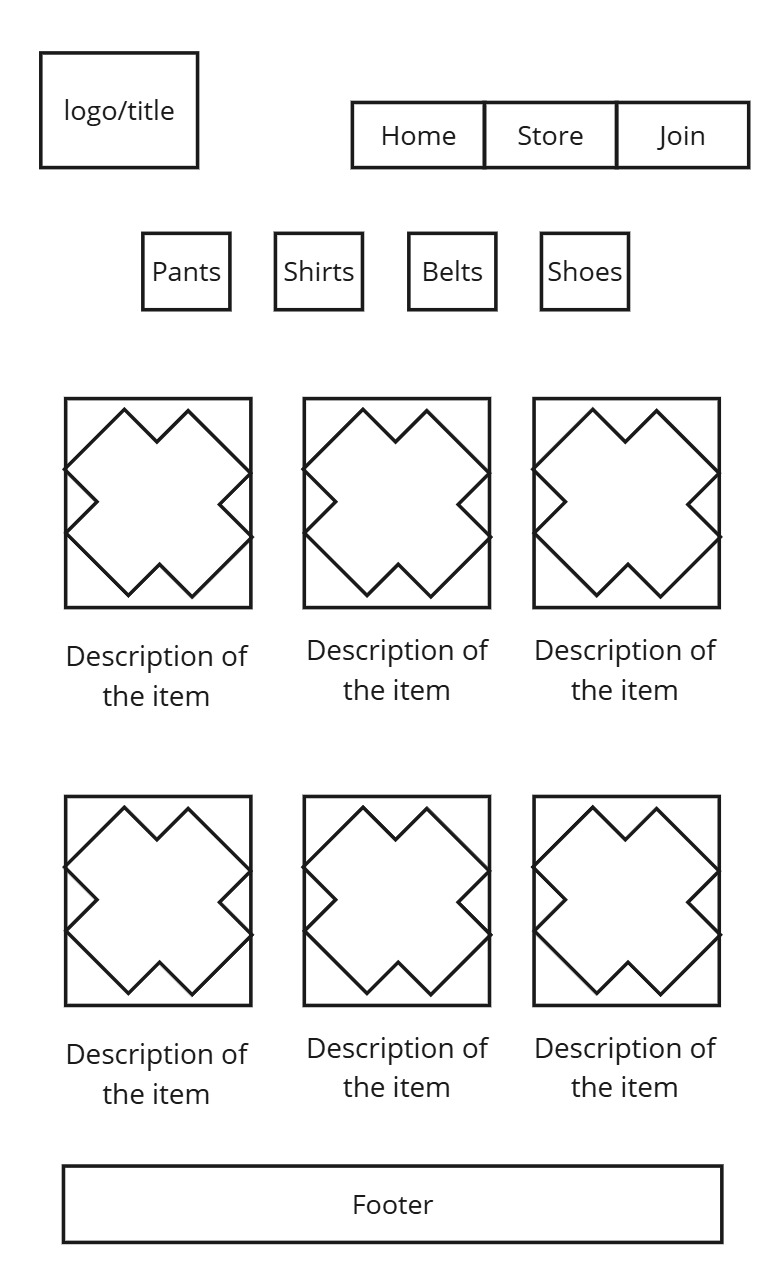 logo/title
Home
Store
Join
Pants
Shirts
Belts
Shoes
Description of
the item
Description of
the item
Description of
the item
Description of
the item
Description of
the item
Description of
the item
Footer